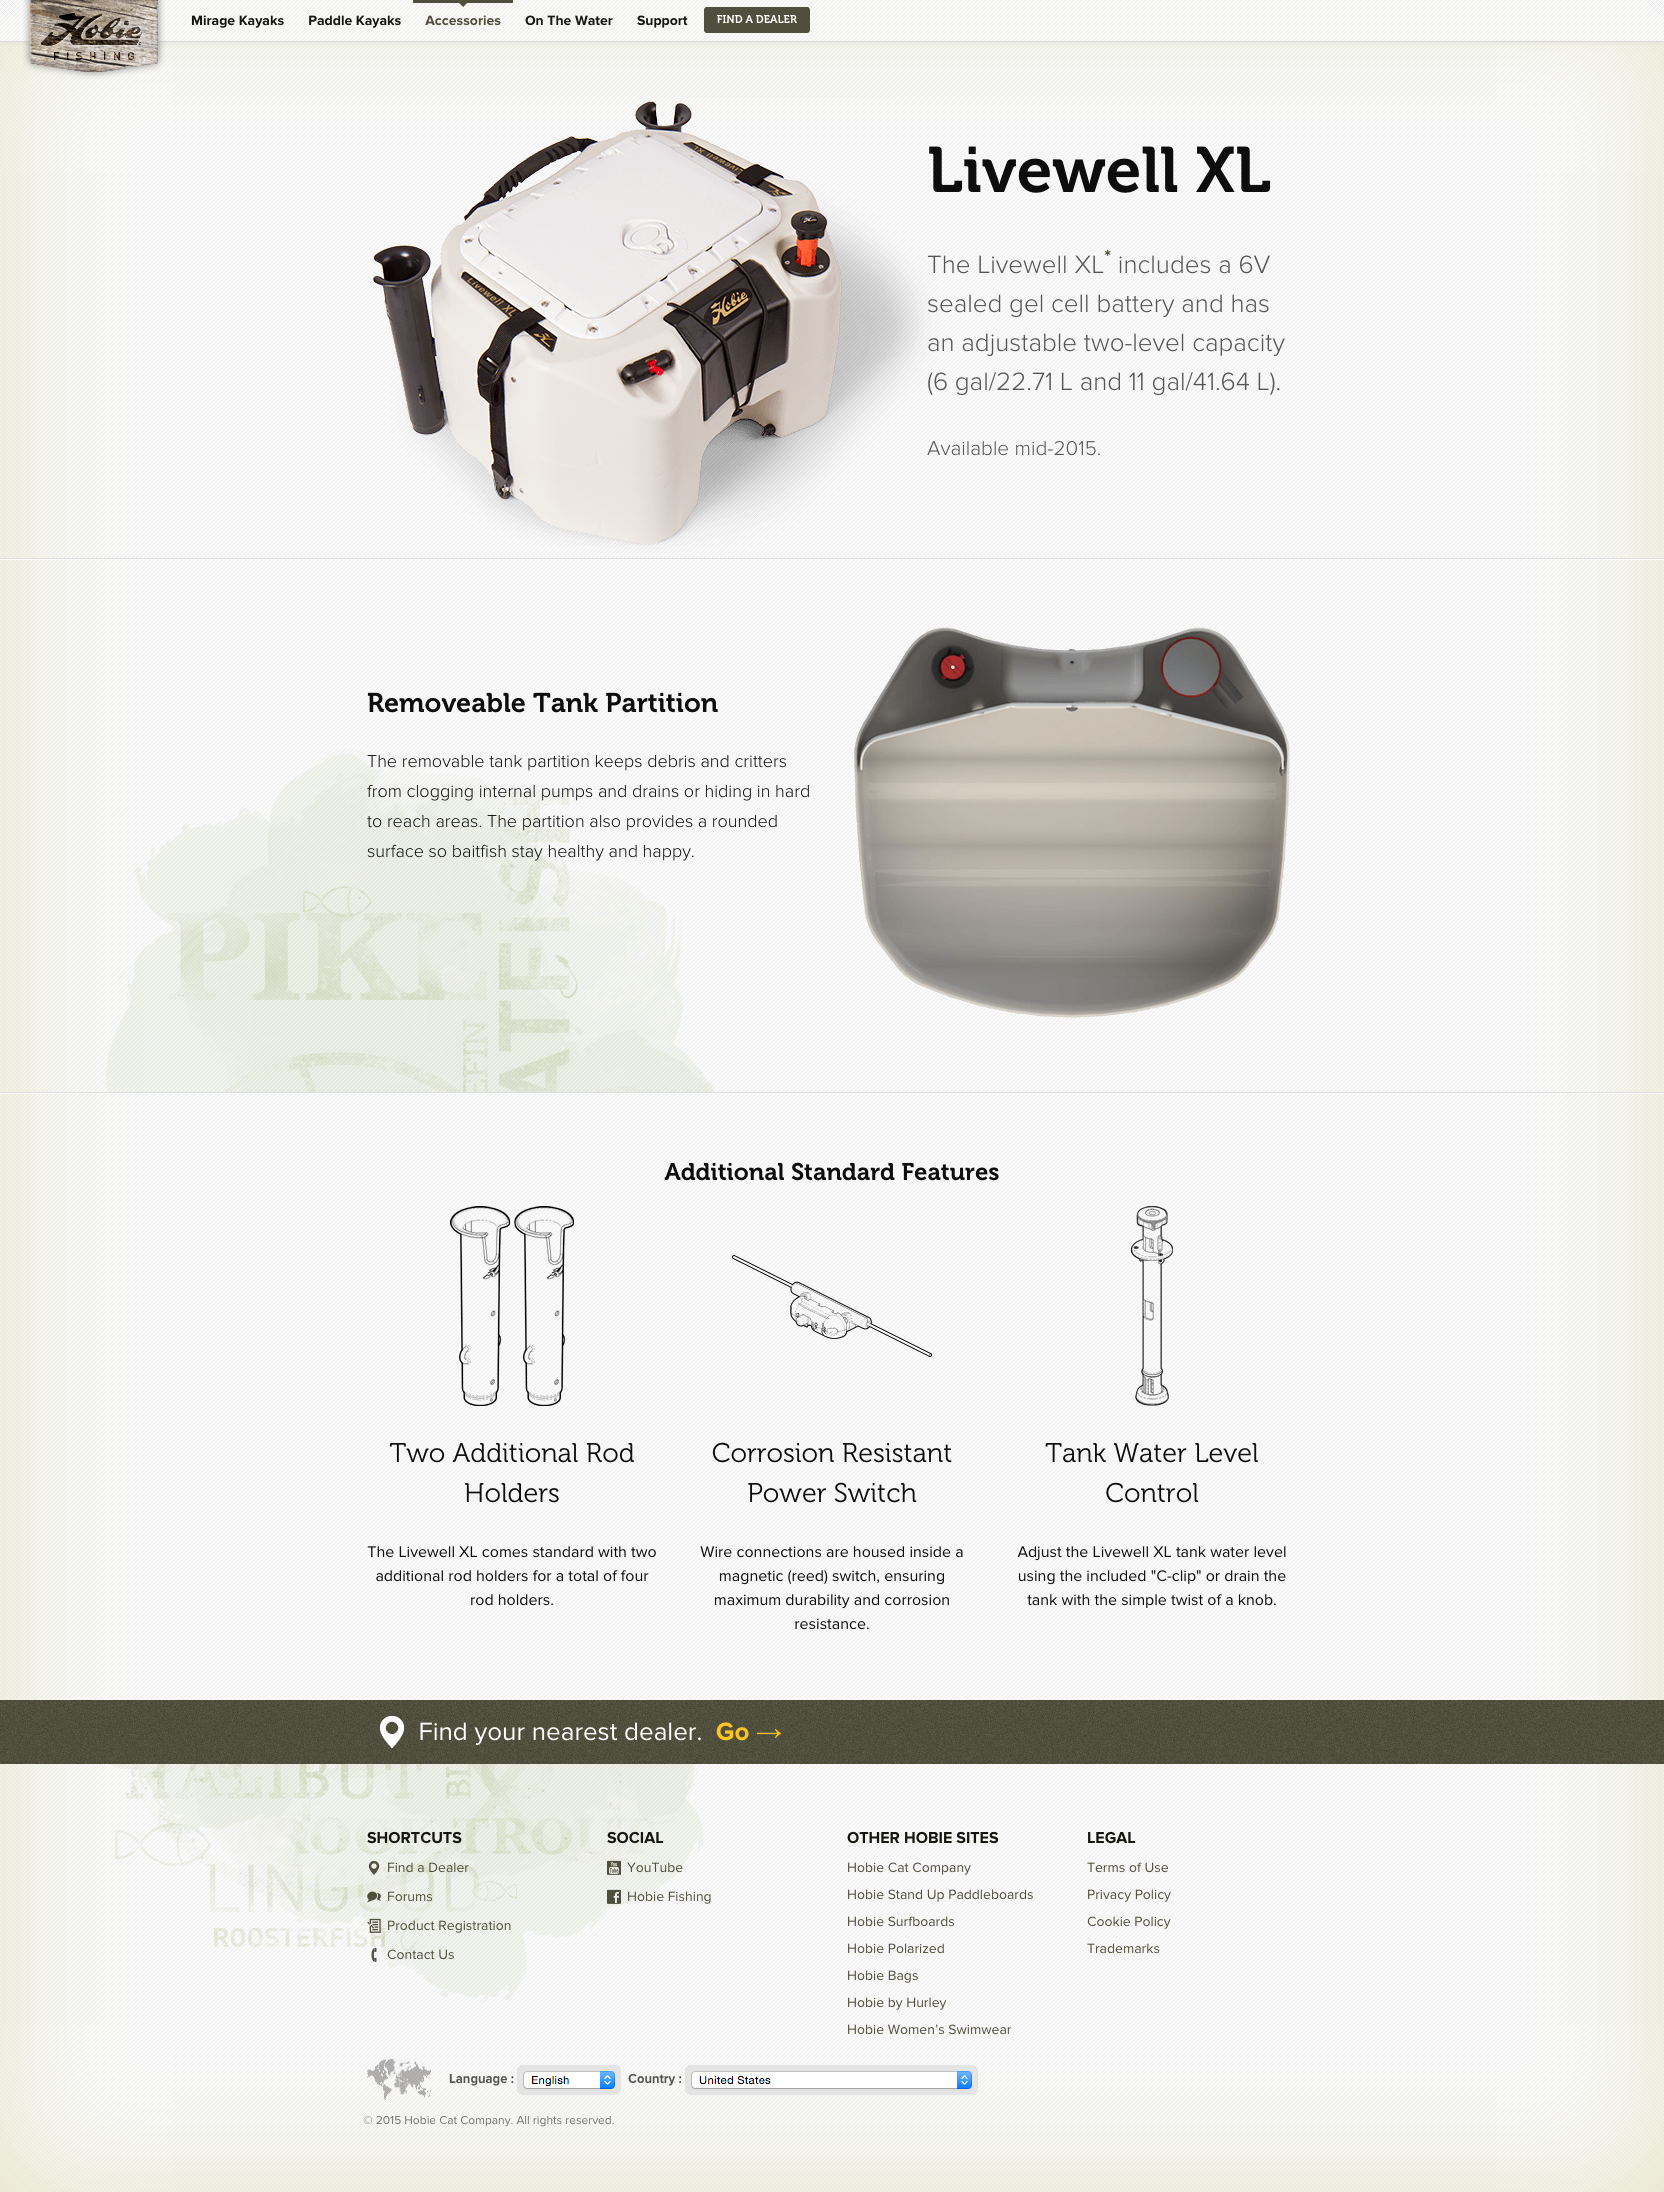 Hobie
FISHING
Mirage Kayaks
Paddle Kayaks
Accessories
On The Water
Support
FIND A DEALER
Livewell XL
Livewell XL
Hobie
Livewell XL
The Livewell XL* includes a 6V
sealed gel cell battery and has
an adjustable two-level capacity
(6 gal/22.71 L and 11 gal/41.64 L).
Available mid-2015.
Removeable Tank Partition
The removable tank partition keeps debris and critters
from clogging internal pumps and drains or hiding in hard
to reach areas. The partition also provides a rounded
surface so baitfish stay healthy and happy.
PIKE
Additional Standard Features
Two Additional Rod
Holders
The Livewell XL comes standard with two
additional rod holders for a total of four
rod holders.
Corrosion Resistant
Power Switch
Wire connections are housed inside a
magnetic (reed) switch, ensuring
maximum durability and corrosion
resistance.
Tank Water Level
Control
Adjust the Livewell XL tank water level
using the included "C-clip" or drain the
tank with the simple twist of a knob.
Find your nearest dealer. Go →
HALIBUT
LINGCOD
ROOSTERFISH
SHORTCUTS
Find a Dealer
Forums
Product Registration
Contact Us
SOCIAL
YouTube
Hobie Fishing
OTHER HOBIE SITES
Hobie Cat Company
Hobie Stand Up Paddleboards
Hobie Surfboards
Hobie Polarized
Hobie Bags
Hobie by Hurley
Hobie Women's Swimwear
LEGAL
Terms of Use
Privacy Policy
Cookie Policy
Trademarks
Language : English Country : United States
© 2015 Hobie Cat Company. All rights reserved.